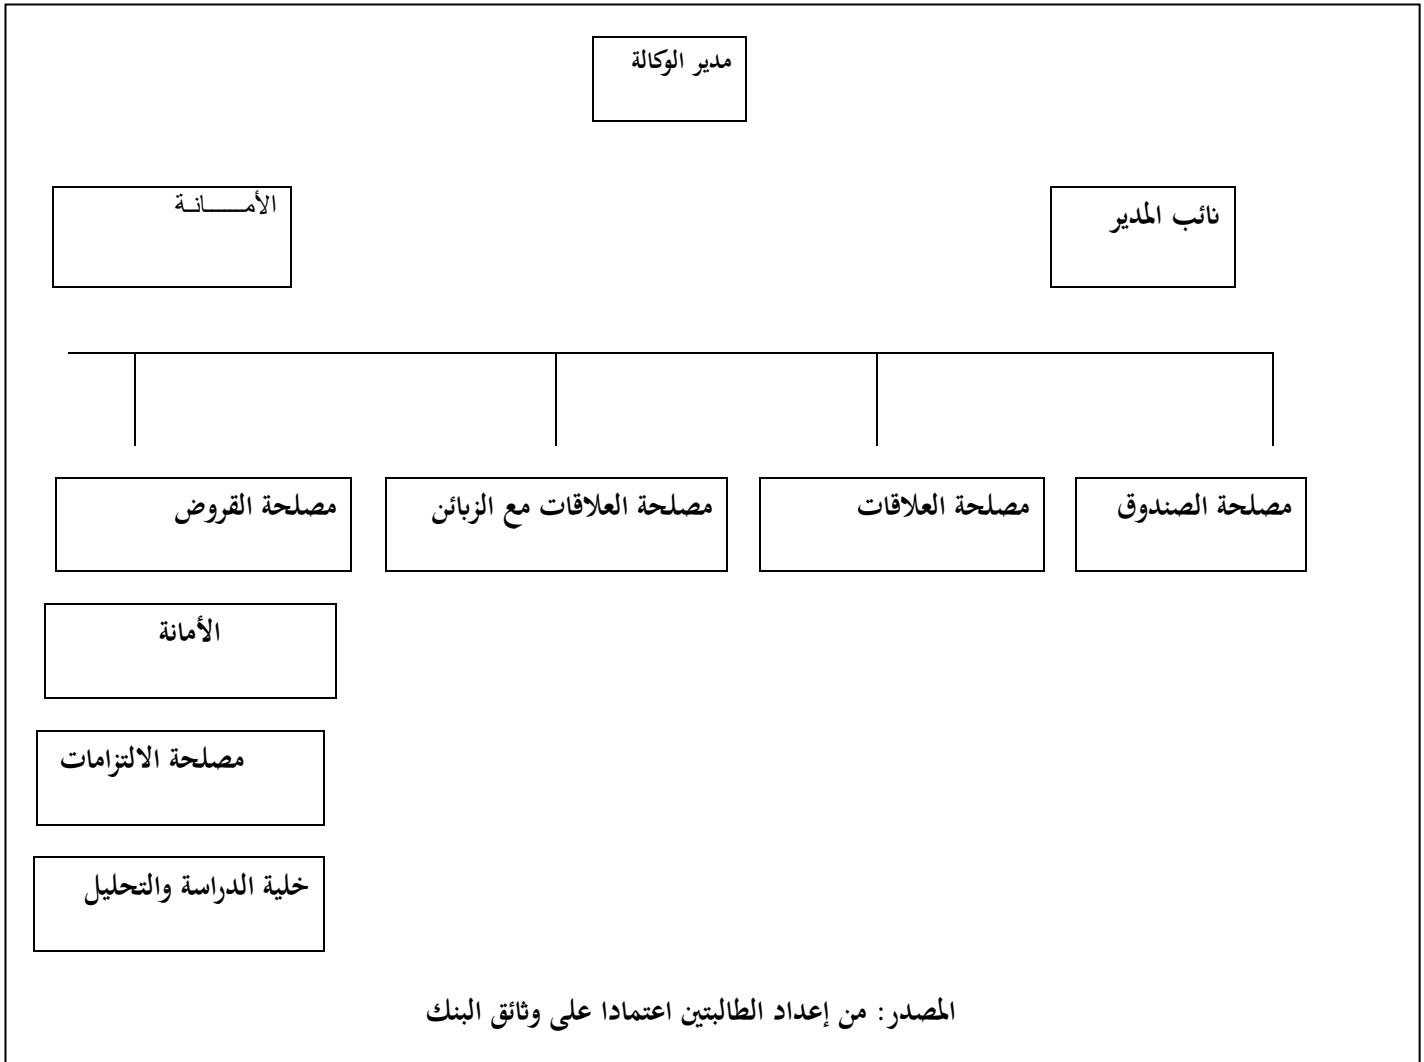 مدير الوكالة
نائب المدير
الأمــــــانـة
مصلحة الصندوق
مصلحة العلاقات
مصلحة العلاقات مع الزبائن
مصلحة القروض
الأمانة
مصلحة الالتزامات
خلية الدراسة والتحليل
المصدر: من إعداد الطالبتين اعتمادا على وثائق البنك